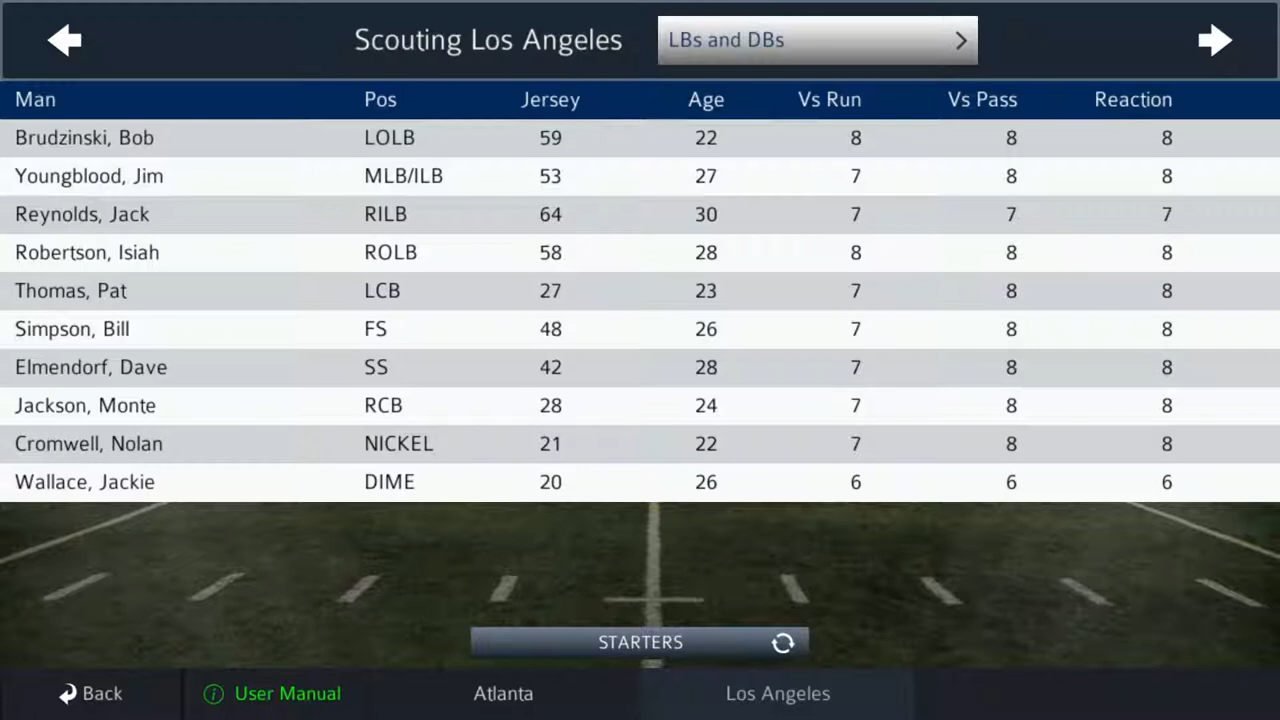 Scouting Los Angeles LBs and DBs
Man Pos Jersey Age Vs Run Vs Pass Reaction
Brudzinski, Bob LOLB 59 22 8 8 8
Youngblood, Jim MLB/ILB 53 27 7 8 8
Reynolds, Jack RILB 64 30 7 7 7
Robertson, Isiah ROLB 58 28 8 8 8
Thomas, Pat LCB 27 23 7 8 8
Simpson, Bill FS 48 26 7 8 8
Elmendorf, Dave SS 42 28 7 8 8
Jackson, Monte RCB 28 24 7 8 8
Cromwell, Nolan NICKEL 21 22 7 8 8
Wallace, Jackie DIME 20 26 6 6 6
STARTERS
Back User Manual Atlanta Los Angeles